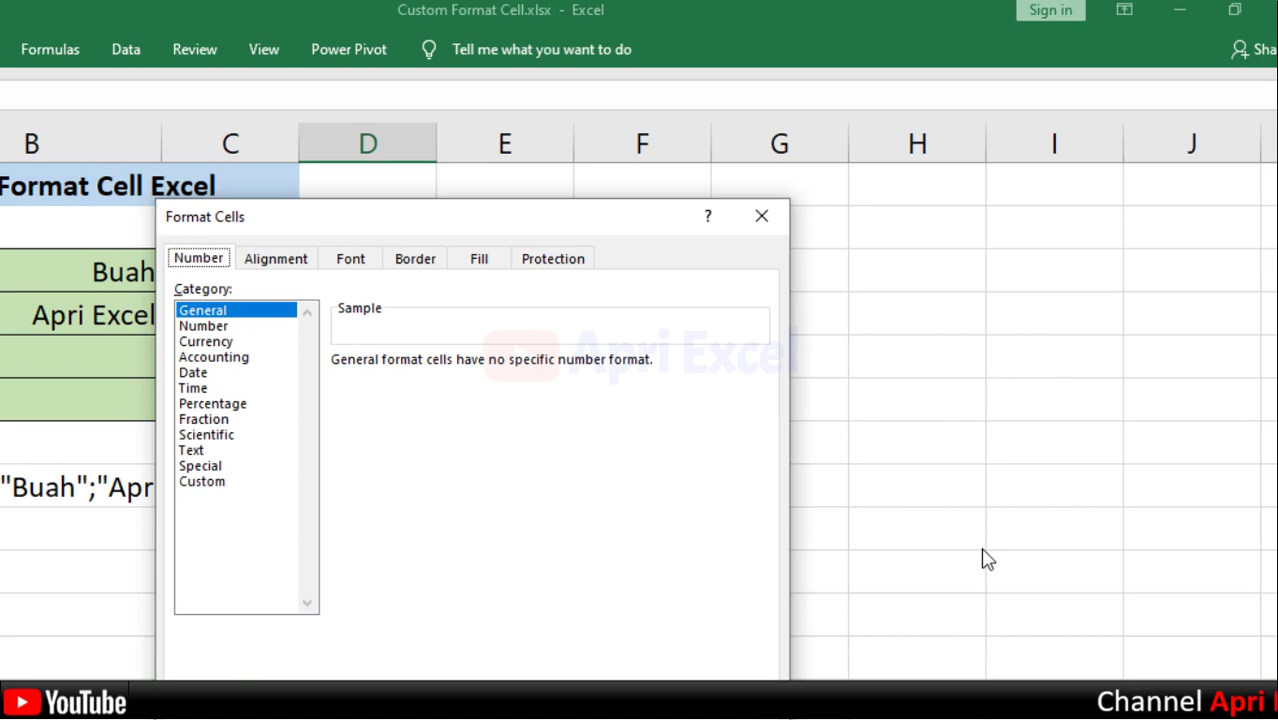 Custom Format Cell.xlsx - Excel
Sign in
Formulas Data Review View Power Pivot Tell me what you want to do Sha
B C D E F G H I J
Format Cell Excel
Format Cells ? 
Number Alignment Font Border Fill Protection
Buah
Category:
General
Sample
Apri Excel
Number
Currency
Accounting
General format cells have no specific number format.
Apri Excel
Date
Time
Percentage
Fraction
Scientific
Text
Special
Custom
"Buah";"Apr
YouTube
Channel Apri